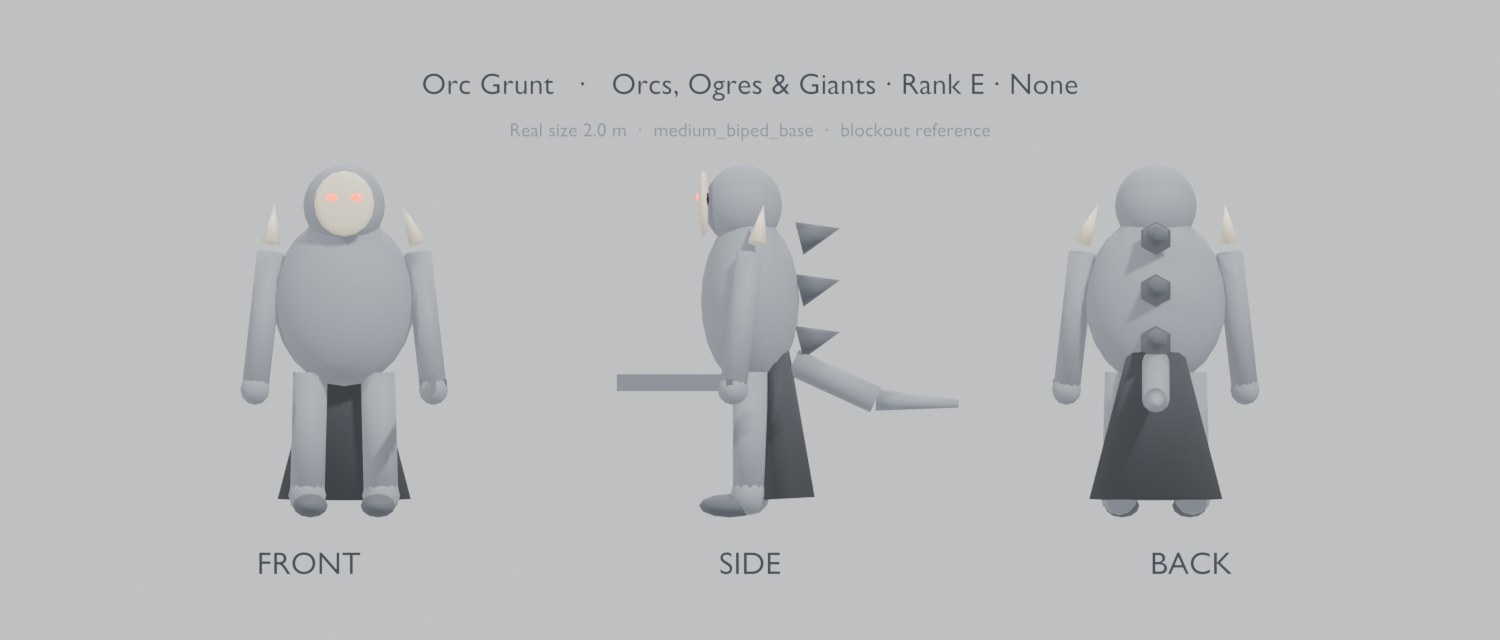 Orc Grunt · Orcs, Ogres & Giants · Rank E · None
Real size 2.0 m · medium_biped_base · blockout reference
FRONT SIDE BACK